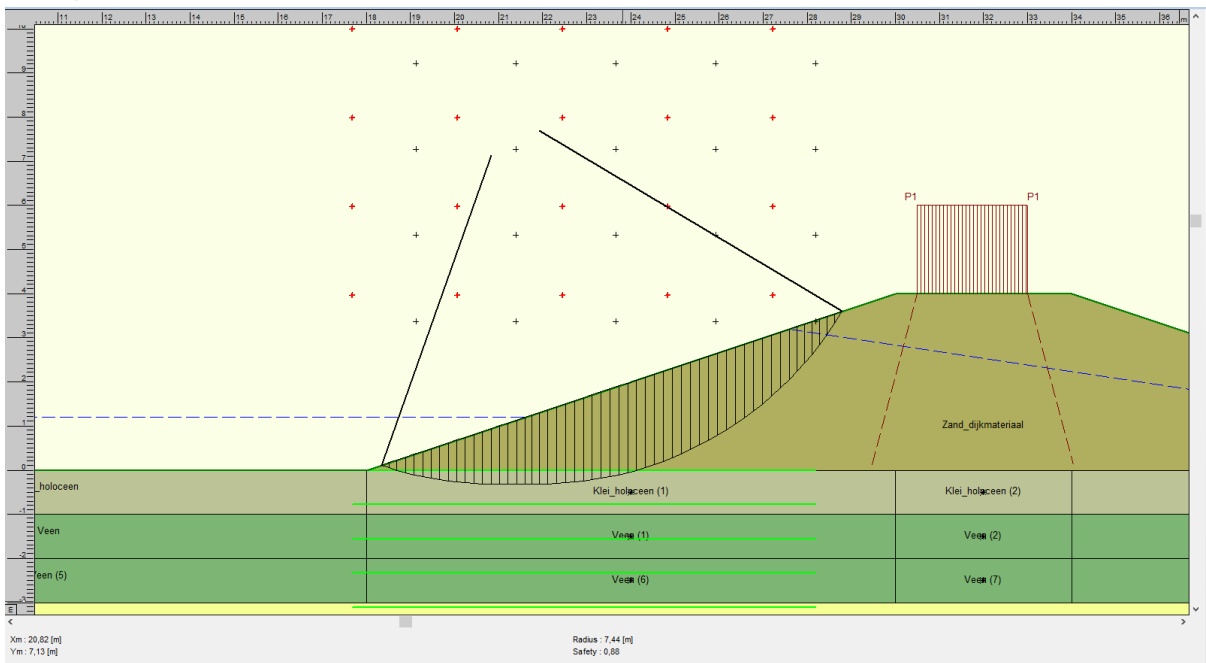 11 12 13 14 15 16 17 18 19 20 21 22 23 24 25 26 27 28 29 30 31 32 33 34 35 36 m
10
9
8
7
P1 P1
6
5
4
3
2
1
Zand_dijkmateriaal
0
_holoceen Klei_holoceen (1) Klei_holoceen (2)
-1
Veen Veen (1) Veen (2)
-2
een (5) Veen (6) Veen (7)
-3
Xm : 20,82 [m] Radius : 7,44 [m]
Ym : 7,13 [m] Safety : 0,88